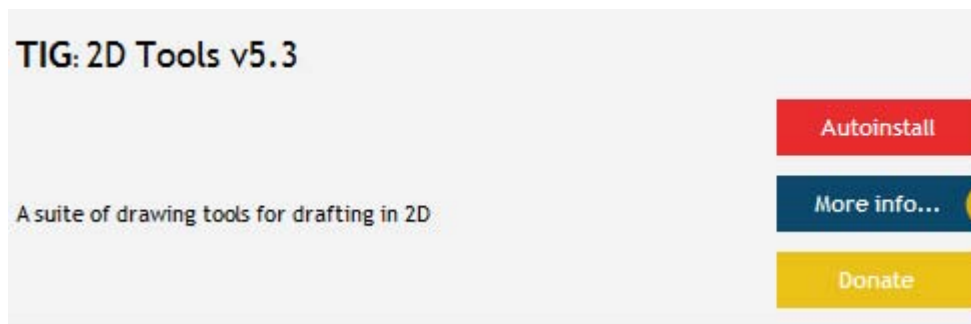 TIG: 2D Tools v5.3
Autoinstall
A suite of drawing tools for drafting in 2D
More info...
Donate